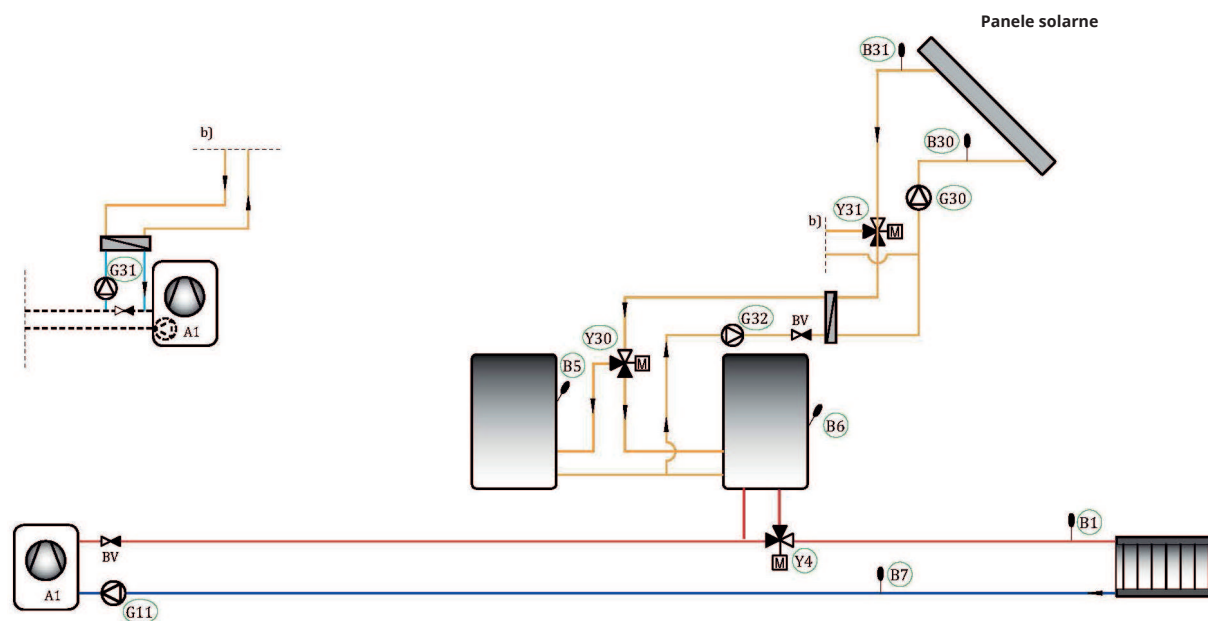 Panele solarne
B31
b)
B30
G30
Y31
b)
M
G31
A1
G32
BV
Y30
M
B5
B6
B1
BV
M
Y4
B7
A1
G11